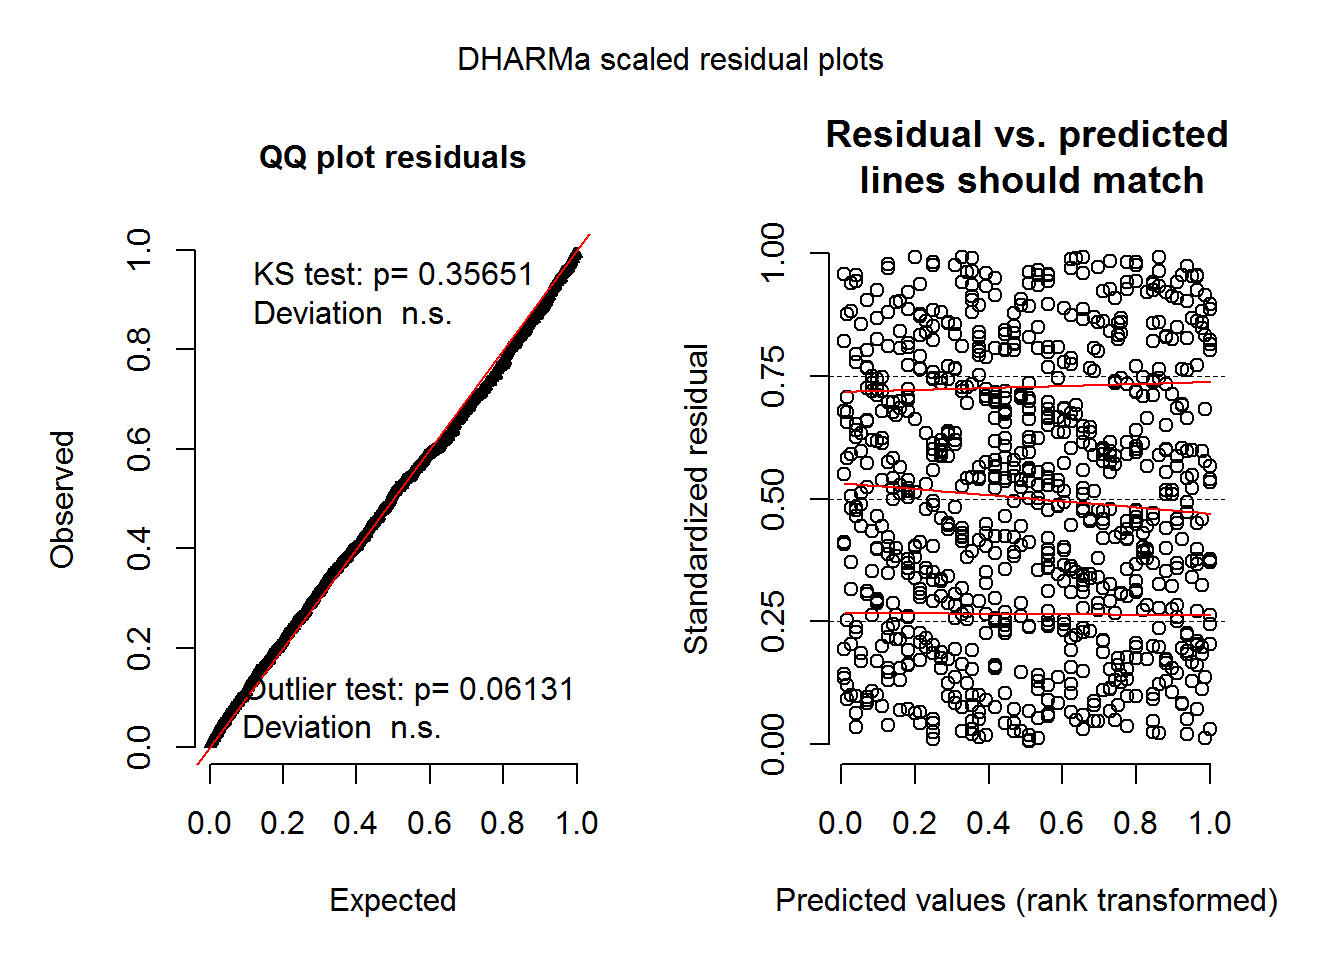 DHARMa scaled residual plots
QQ plot residuals
KS test: p= 0.35651
Deviation  n.s.
Outlier test: p= 0.06131
Deviation  n.s.
Observed
0.0 0.2 0.4 0.6 0.8 1.0
0.0 0.2 0.4 0.6 0.8 1.0
Expected
Residual vs. predicted
lines should match
Standardized residual
0.00 0.25 0.50 0.75 1.00
0.0 0.2 0.4 0.6 0.8 1.0
Predicted values (rank transformed)